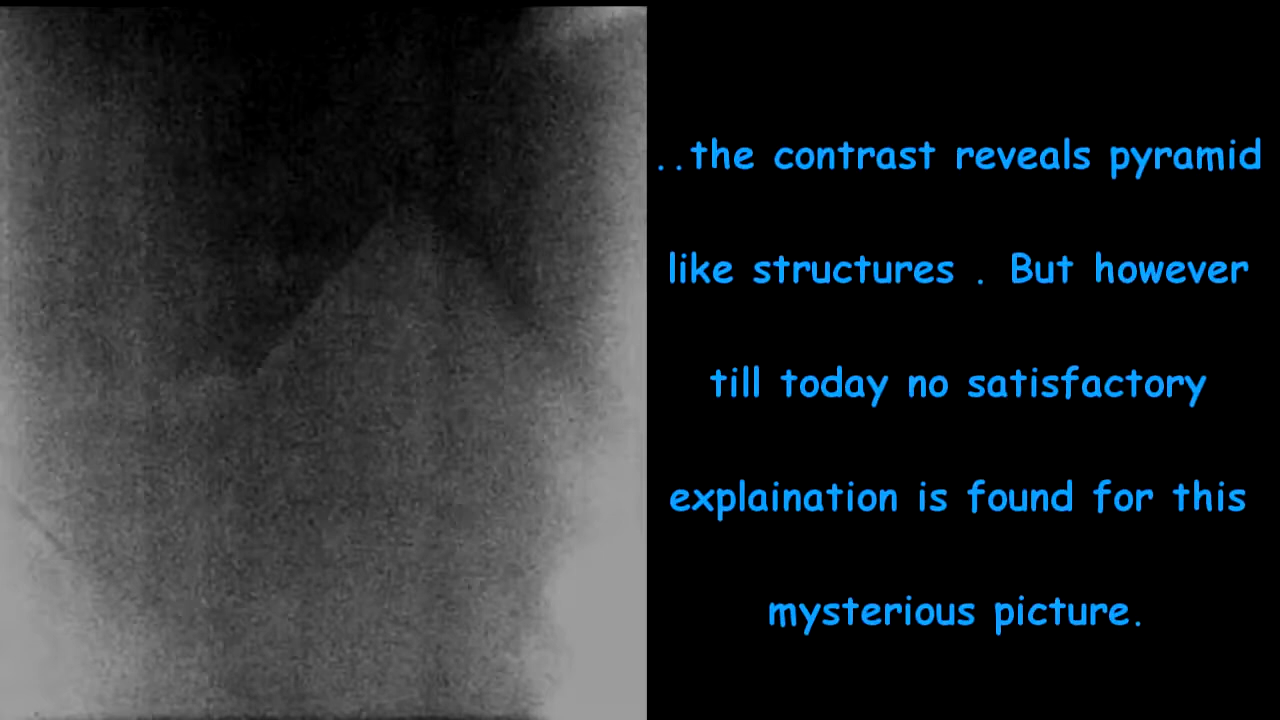 ..the contrast reveals pyramid
like structures . But however
till today no satisfactory
explaination is found for this
mysterious picture.